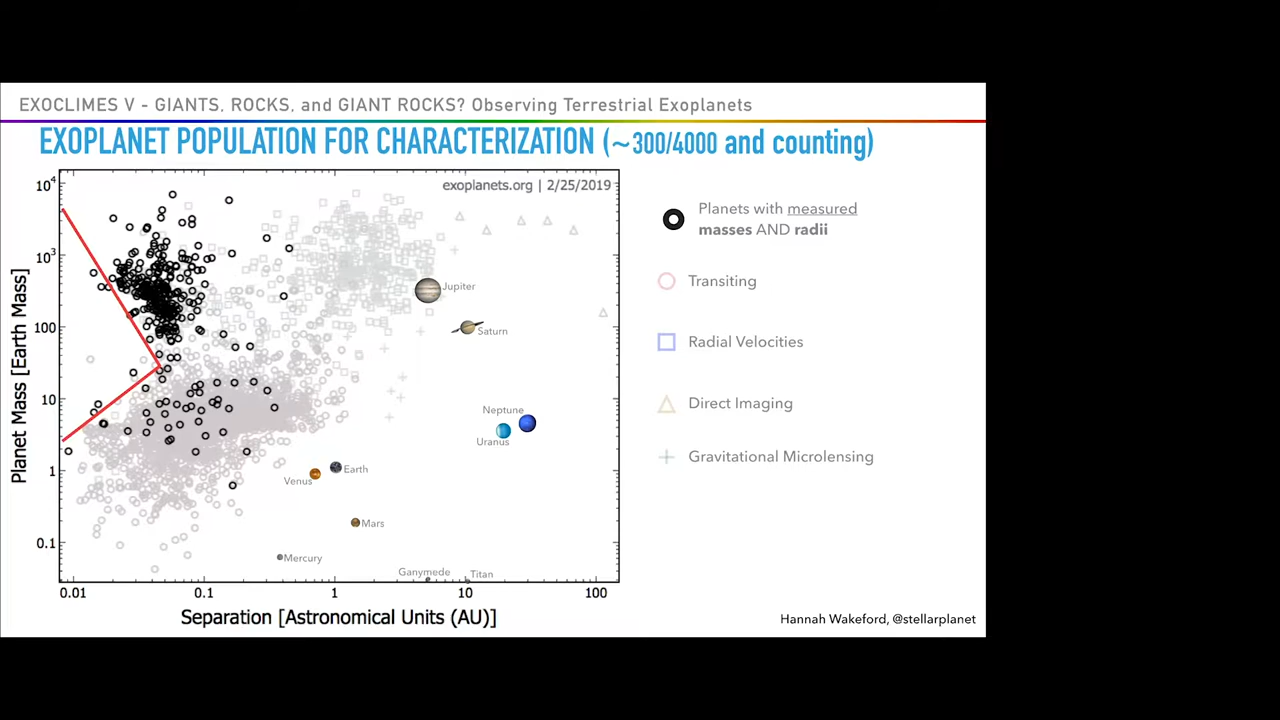 EXOCLIMES V - GIANTS, ROCKS, and GIANT ROCKS? Observing Terrestrial Exoplanets
EXOPLANET POPULATION FOR CHARACTERIZATION (~300/4000 and counting)
exoplanets.org | 2/25/2019
10⁴
10³
100
10
1
0.1
Planet Mass [Earth Mass]
Jupiter
Saturn
Neptune
Uranus
Earth
Venus
Mars
Mercury
Ganymede
Titan
0.01 0.1 1 10 100
Separation [Astronomical Units (AU)]
Planets with measured
masses AND radii
Transiting
Radial Velocities
Direct Imaging
Gravitational Microlensing
Hannah Wakeford, @stellarplanet